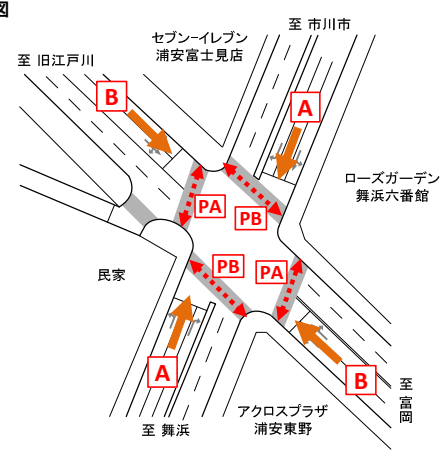 図
至 市川市
セブン-イレブン
浦安富士見店
至 旧江戸川
B
A
ローズガーデン
舞浜六番館
PA
PB
民家
PB
PA
A
B
至 富岡
アクロスプラザ
浦安東野
至 舞浜